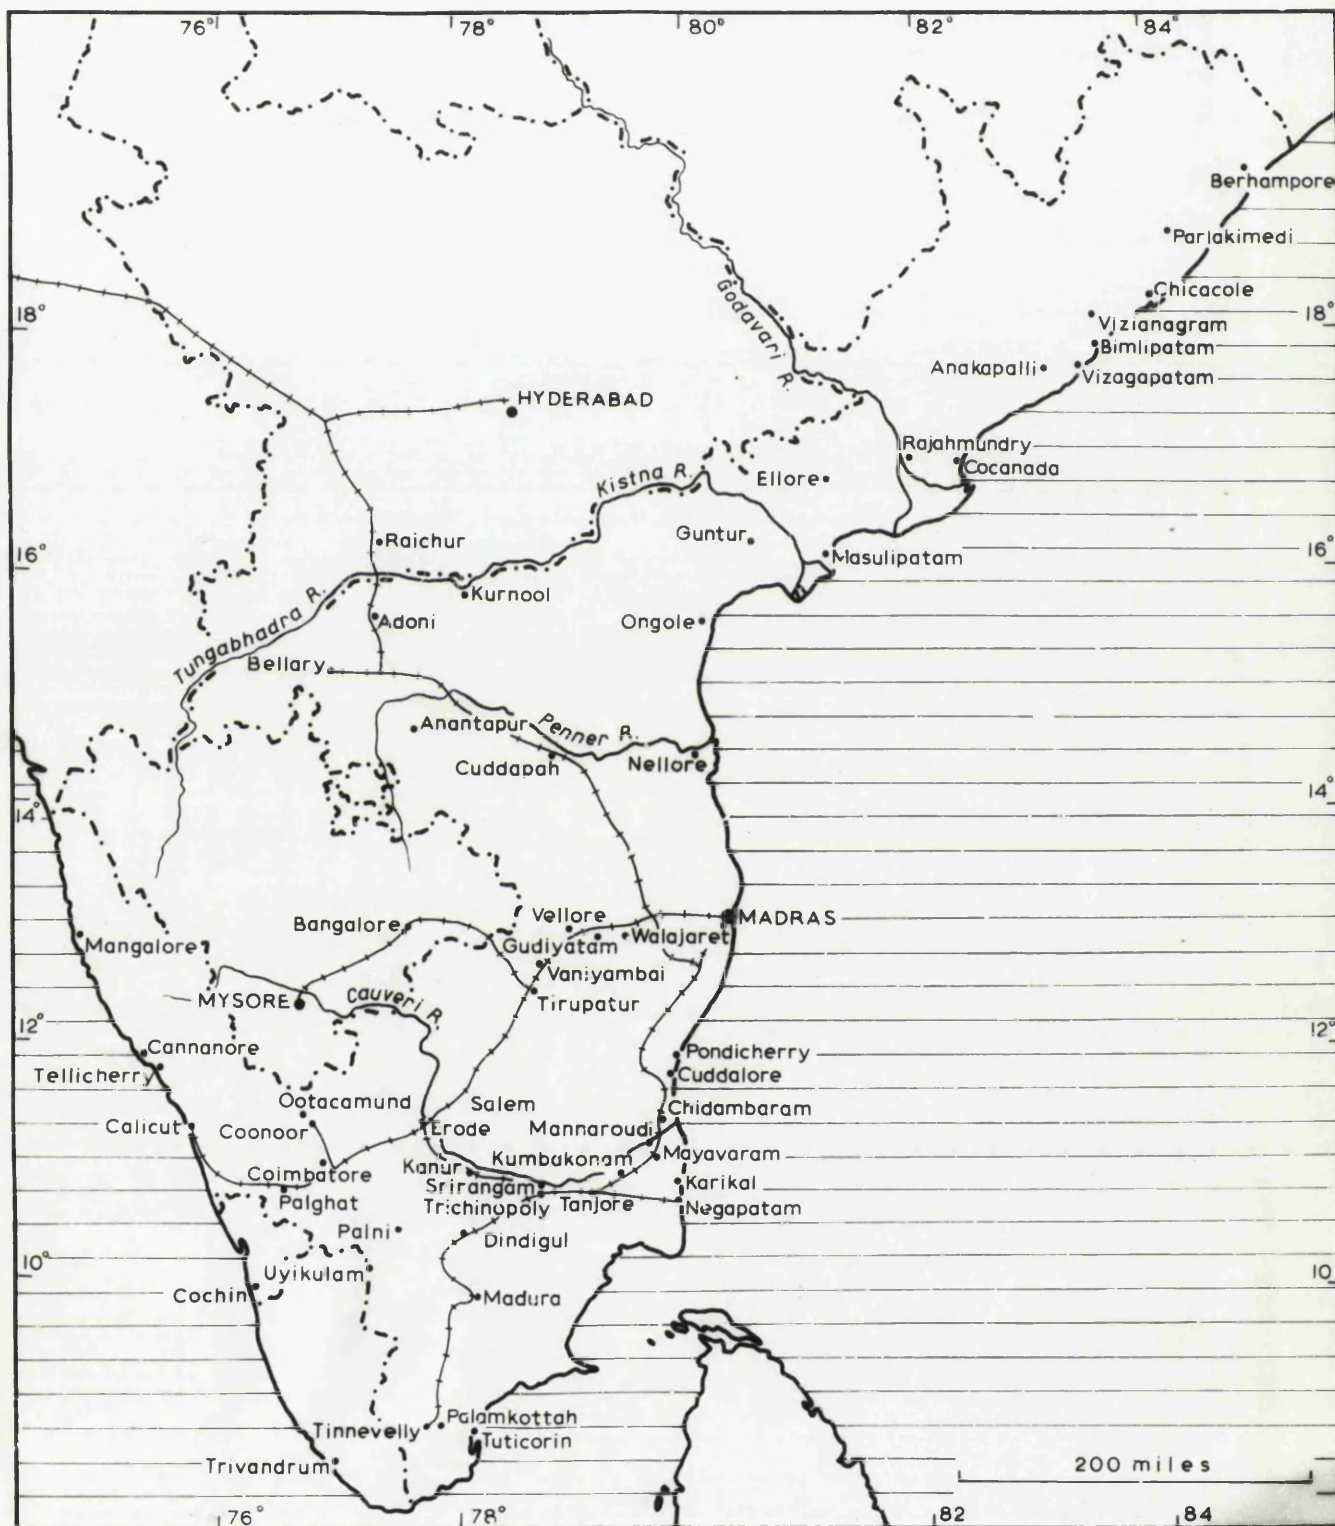 76°
78°
80°
82°
84°
Berhampore
Parlakimedi
Godavari R.
Chicacole
18°
18°
Vizianagram
Bimlipatam
Anakapalli
Vizagapatam
HYDERABAD
Rajahmundry
Cocanada
Kistna R.
Ellore
Guntur
Raichur
16°
16°
Masulipatam
Kurnool
Tungabhadra R.
Adoni
Ongole
Bellary
Anantapur
Penner R.
Cuddapah
Nellore
14°
14°
Bangalore
Vellore
MADRAS
Mangalore
Gudiyatam
Walajaret
Vaniyambai
MYSORE
Cauveri R.
Tirupatur
12°
12°
Cannanore
Pondicherry
Tellicherry
Cuddalore
Ootacamund
Salem
Chidambaram
Calicut
Coonoor
Erode
Mannaroudi
Mayavaram
Coimbatore
Kanur
Kumbakonam
Karikal
Palghat
Srirangam
Trichinopoly
Tanjore
Negapatam
Palni
Dindigul
10°
10
Uyikulam
Cochin
Madura
Tinnevelly
Palamkottah
Tuticorin
Trivandrum
200 miles
76°
78°
82
84